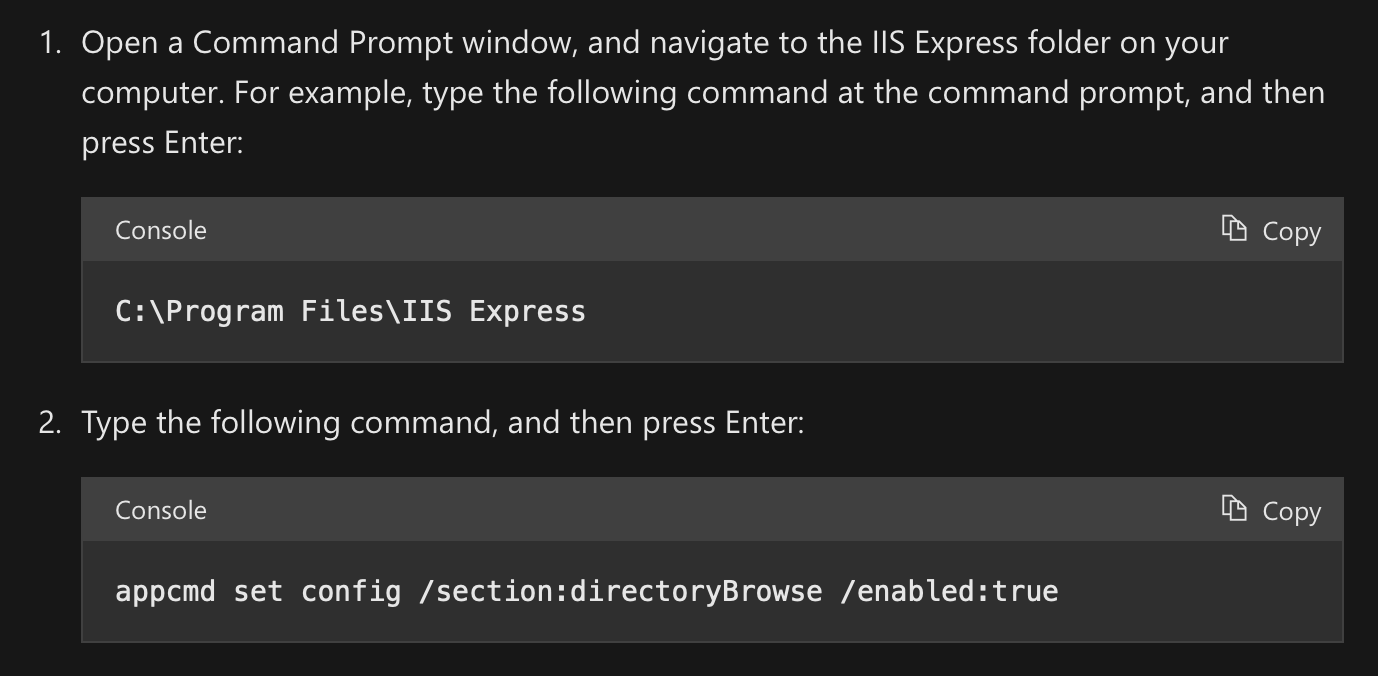 1. Open a Command Prompt window, and navigate to the IIS Express folder on your
computer. For example, type the following command at the command prompt, and then
press Enter:
Console
Copy
C:\Program Files\IIS Express
2. Type the following command, and then press Enter:
Console
Copy
appcmd set config /section:directoryBrowse /enabled:true